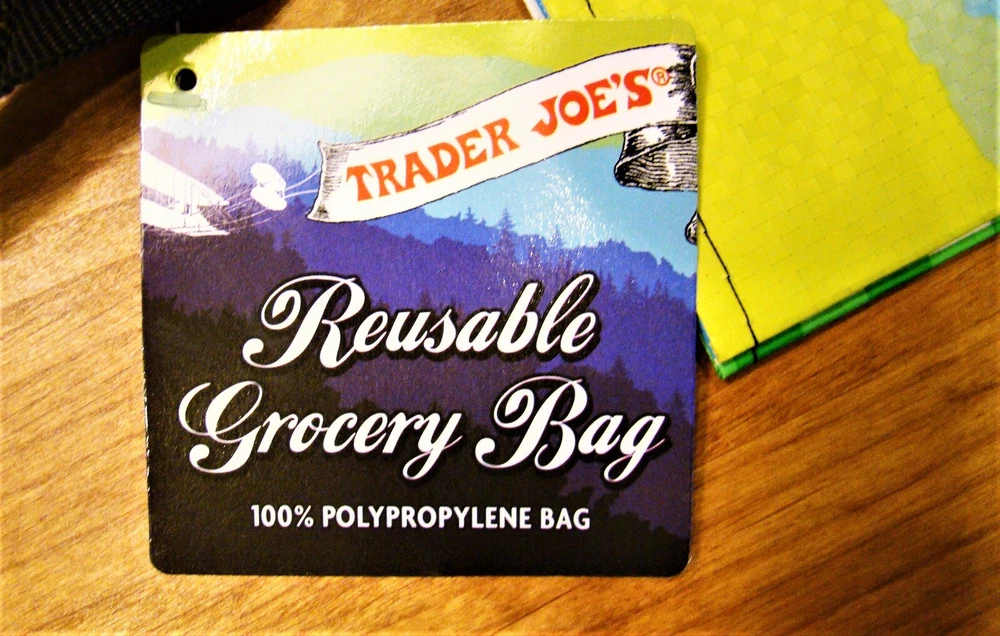 TRADER JOE'S®
Reusable
Grocery Bag
100% POLYPROPYLENE BAG